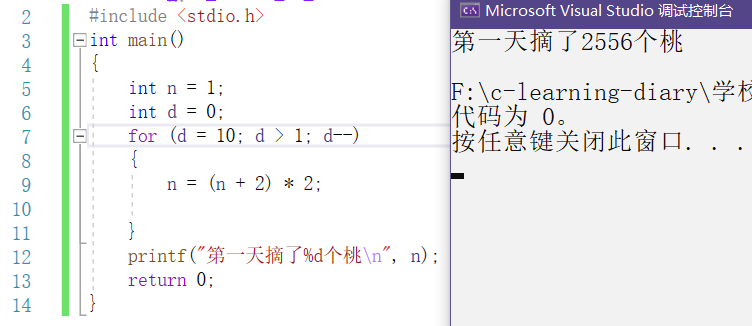 2 #include <stdio.h>
3 int main()
4 {
5 int n = 1;
6 int d = 0;
7 for (d = 10; d > 1; d--)
8 {
9 n = (n + 2) * 2;
10
11 }
12 printf("第一天摘了%d个桃\n", n);
13 return 0;
14 }
Microsoft Visual Studio 调试控制台
第一天摘了2556个桃
F:\c-learning-diary\学校
代码为 0。
按任意键关闭此窗口. . .